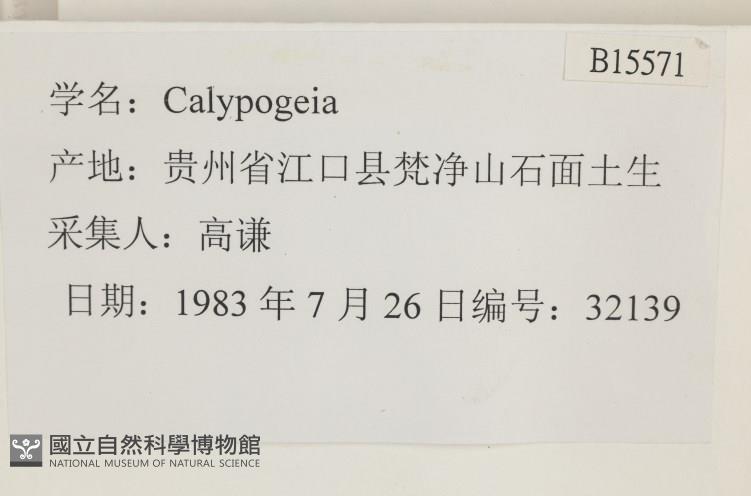 B15571
学名：Calypogeia
产地：贵州省江口县梵净山石面土生
采集人：高谦
日期：1983 年 7 月 26 日编号：32139
國立自然科學博物館
NATIONAL MUSEUM OF NATURAL SCIENCE